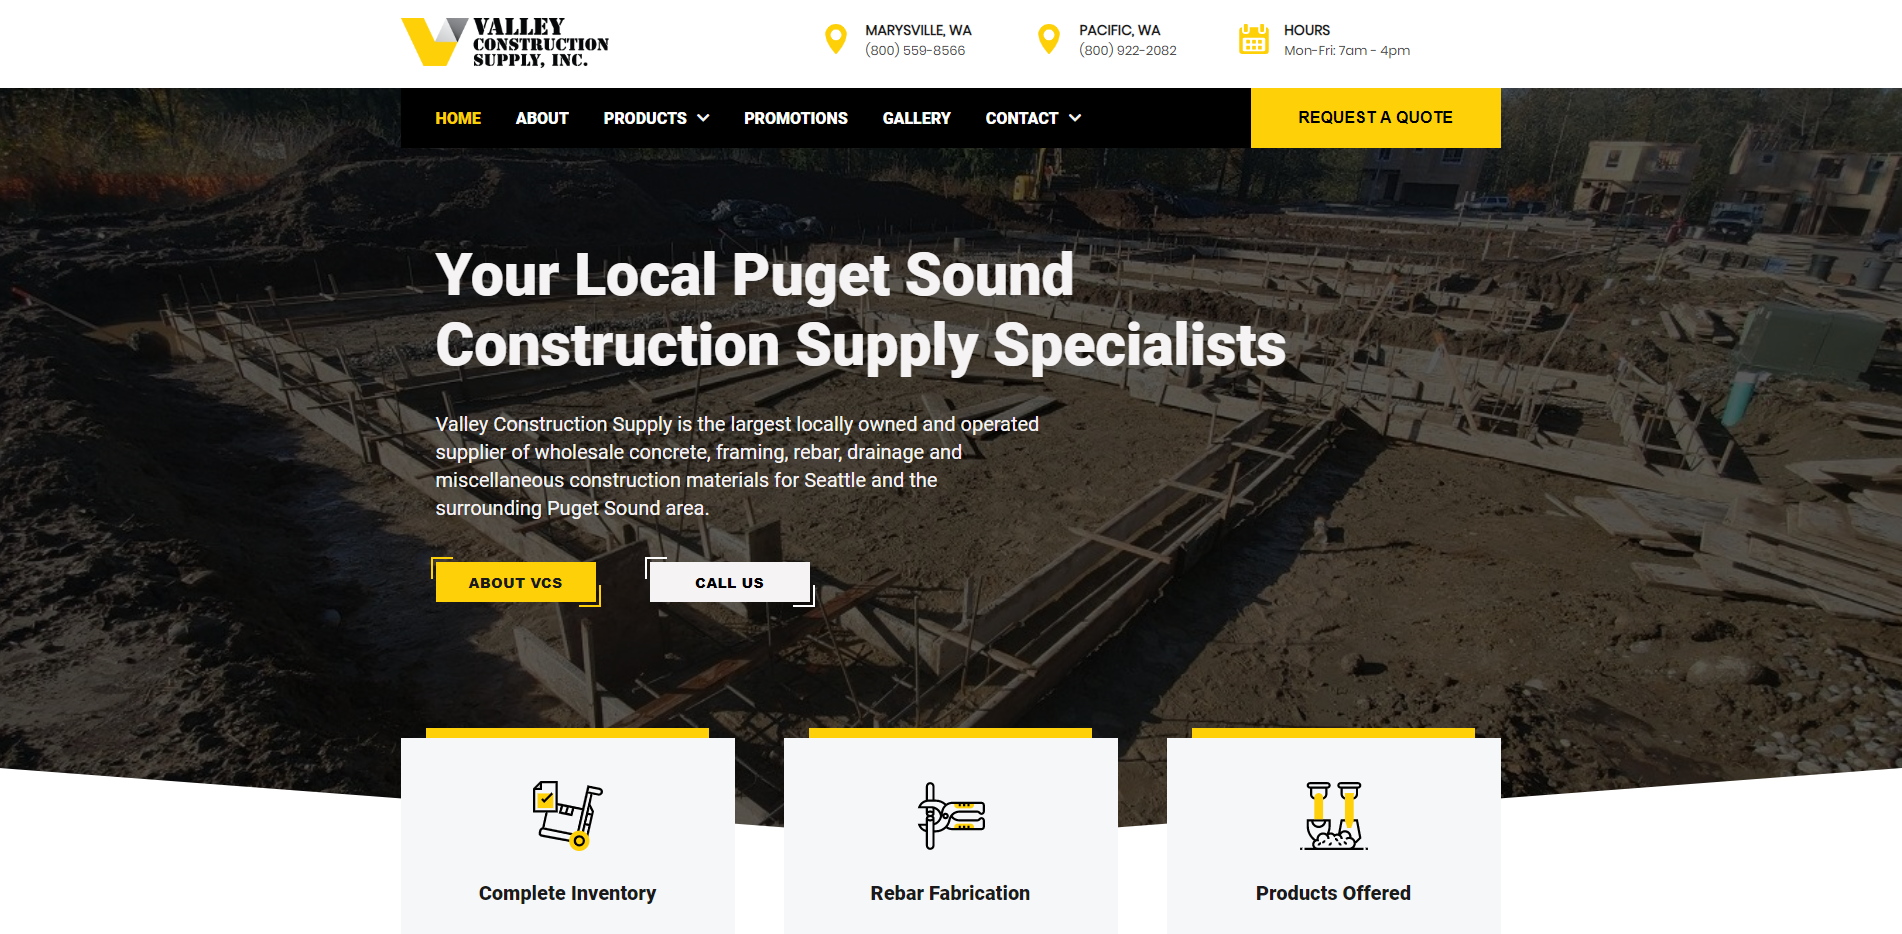 VALLEY
CONSTRUCTION
SUPPLY, INC.
MARYSVILLE, WA
(800) 559-8566
PACIFIC, WA
(800) 922-2082
HOURS
Mon-Fri: 7am - 4pm
HOME ABOUT PRODUCTS PROMOTIONS GALLERY CONTACT REQUEST A QUOTE
Your Local Puget Sound
Construction Supply Specialists
Valley Construction Supply is the largest locally owned and operated
supplier of wholesale concrete, framing, rebar, drainage and
miscellaneous construction materials for Seattle and the
surrounding Puget Sound area.
ABOUT VCS CALL US
Complete Inventory
Rebar Fabrication
Products Offered